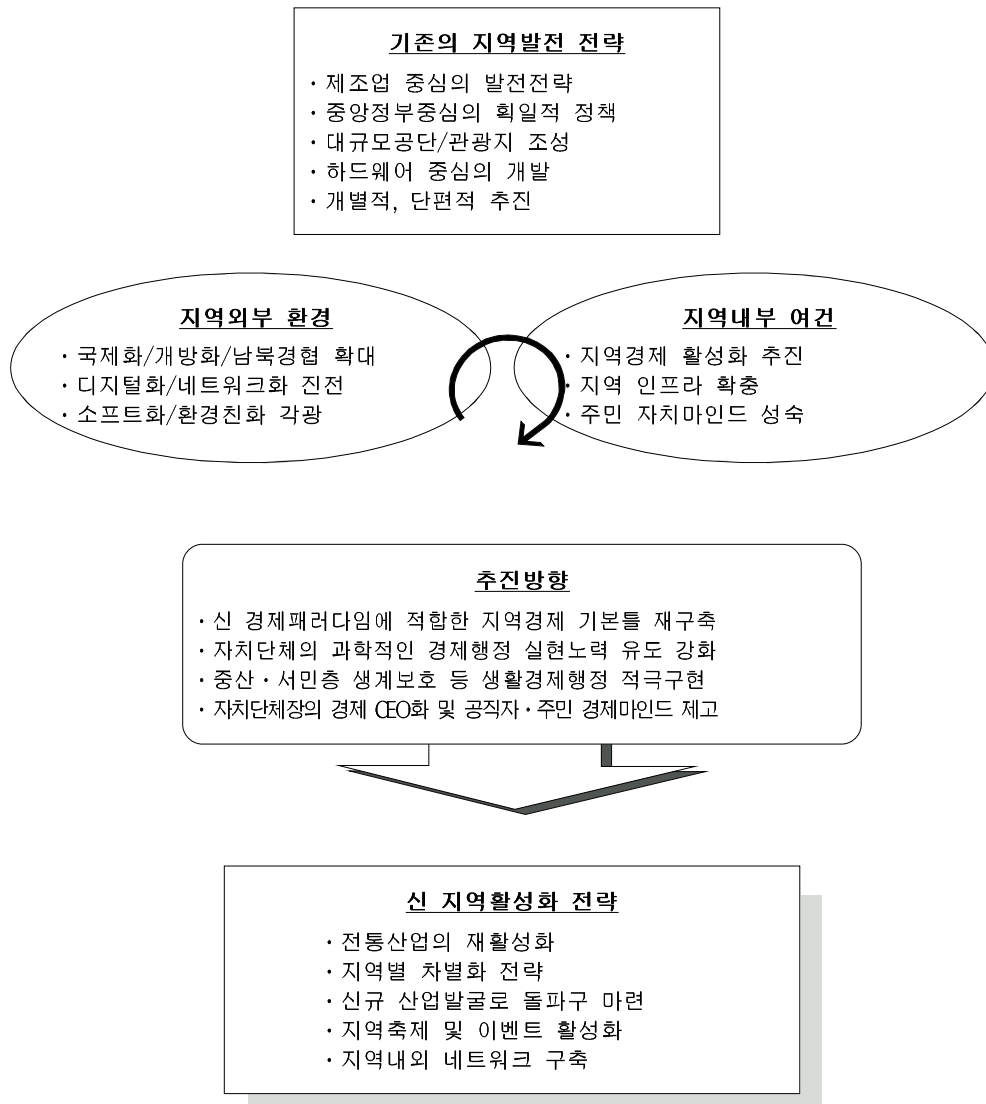 기존의 지역발전 전략
· 제조업 중심의 발전전략
· 중앙정부중심의 획일적 정책
· 대규모공단/관광지 조성
· 하드웨어 중심의 개발
· 개별적, 단편적 추진
지역외부 환경
· 국제화/개방화/남북경협 확대
· 디지털화/네트워크화 진전
· 소프트화/환경친화 각광
지역내부 여건
· 지역경제 활성화 추진
· 지역 인프라 확충
· 주민 자치마인드 성숙
추진방향
· 신 경제패러다임에 적합한 지역경제 기본틀 재구축
· 자치단체의 과학적인 경제행정 실현노력 유도 강화
· 중산 · 서민층 생계보호 등 생활경제행정 적극구현
· 자치단체장의 경제 CEO화 및 공직자 · 주민 경제마인드 제고
신 지역활성화 전략
· 전통산업의 재활성화
· 지역별 차별화 전략
· 신규 산업발굴로 돌파구 마련
· 지역축제 및 이벤트 활성화
· 지역내외 네트워크 구축